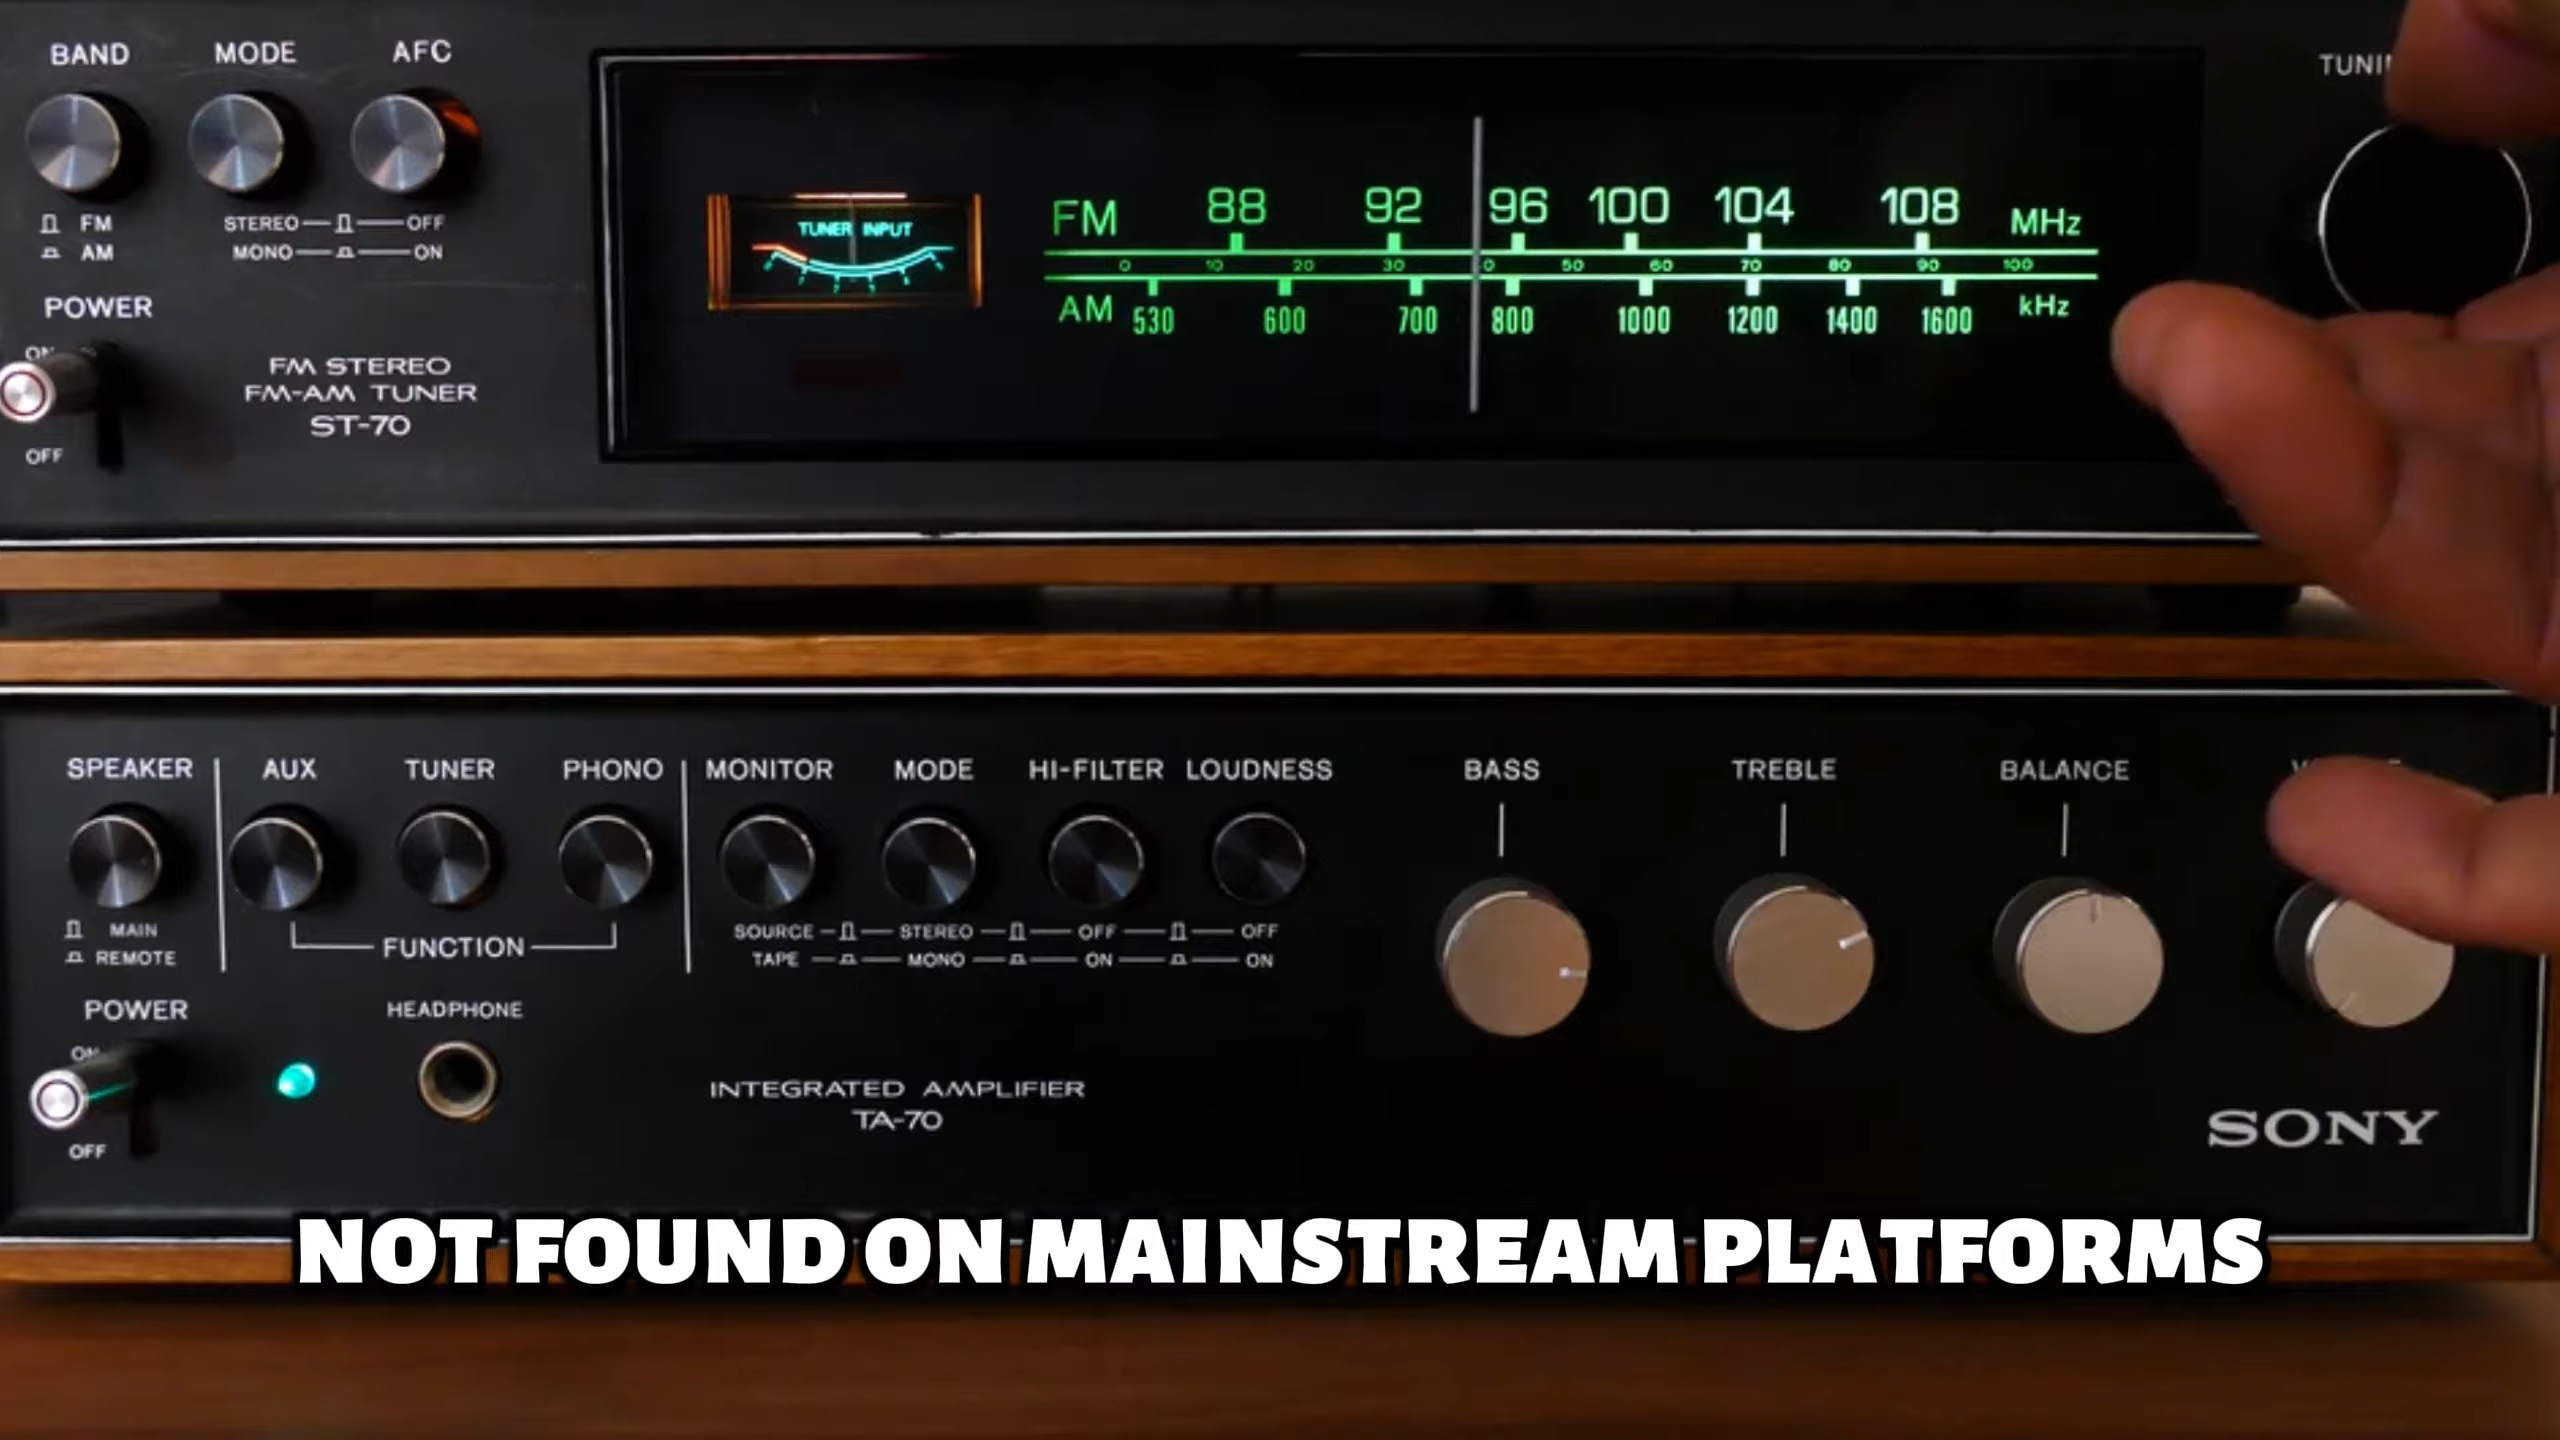 BAND MODE AFC
FM
AM
STEREO OFF
MONO ON
POWER
ON
OFF
FM STEREO
FM-AM TUNER
ST-70
TUNER INPUT
FM 88 92 96 100 104 108 MHz
0 10 20 30 50 60 70 80 90 100
AM 530 600 700 800 1000 1200 1400 1600 kHz
SPEAKER AUX TUNER PHONO MONITOR MODE HI-FILTER LOUDNESS BASS TREBLE BALANCE
MAIN
REMOTE
FUNCTION
SOURCE STEREO OFF OFF
TAPE MONO ON ON
POWER
ON
OFF
HEADPHONE
INTEGRATED AMPLIFIER
TA-70
SONY
NOT FOUND ON MAINSTREAM PLATFORMS